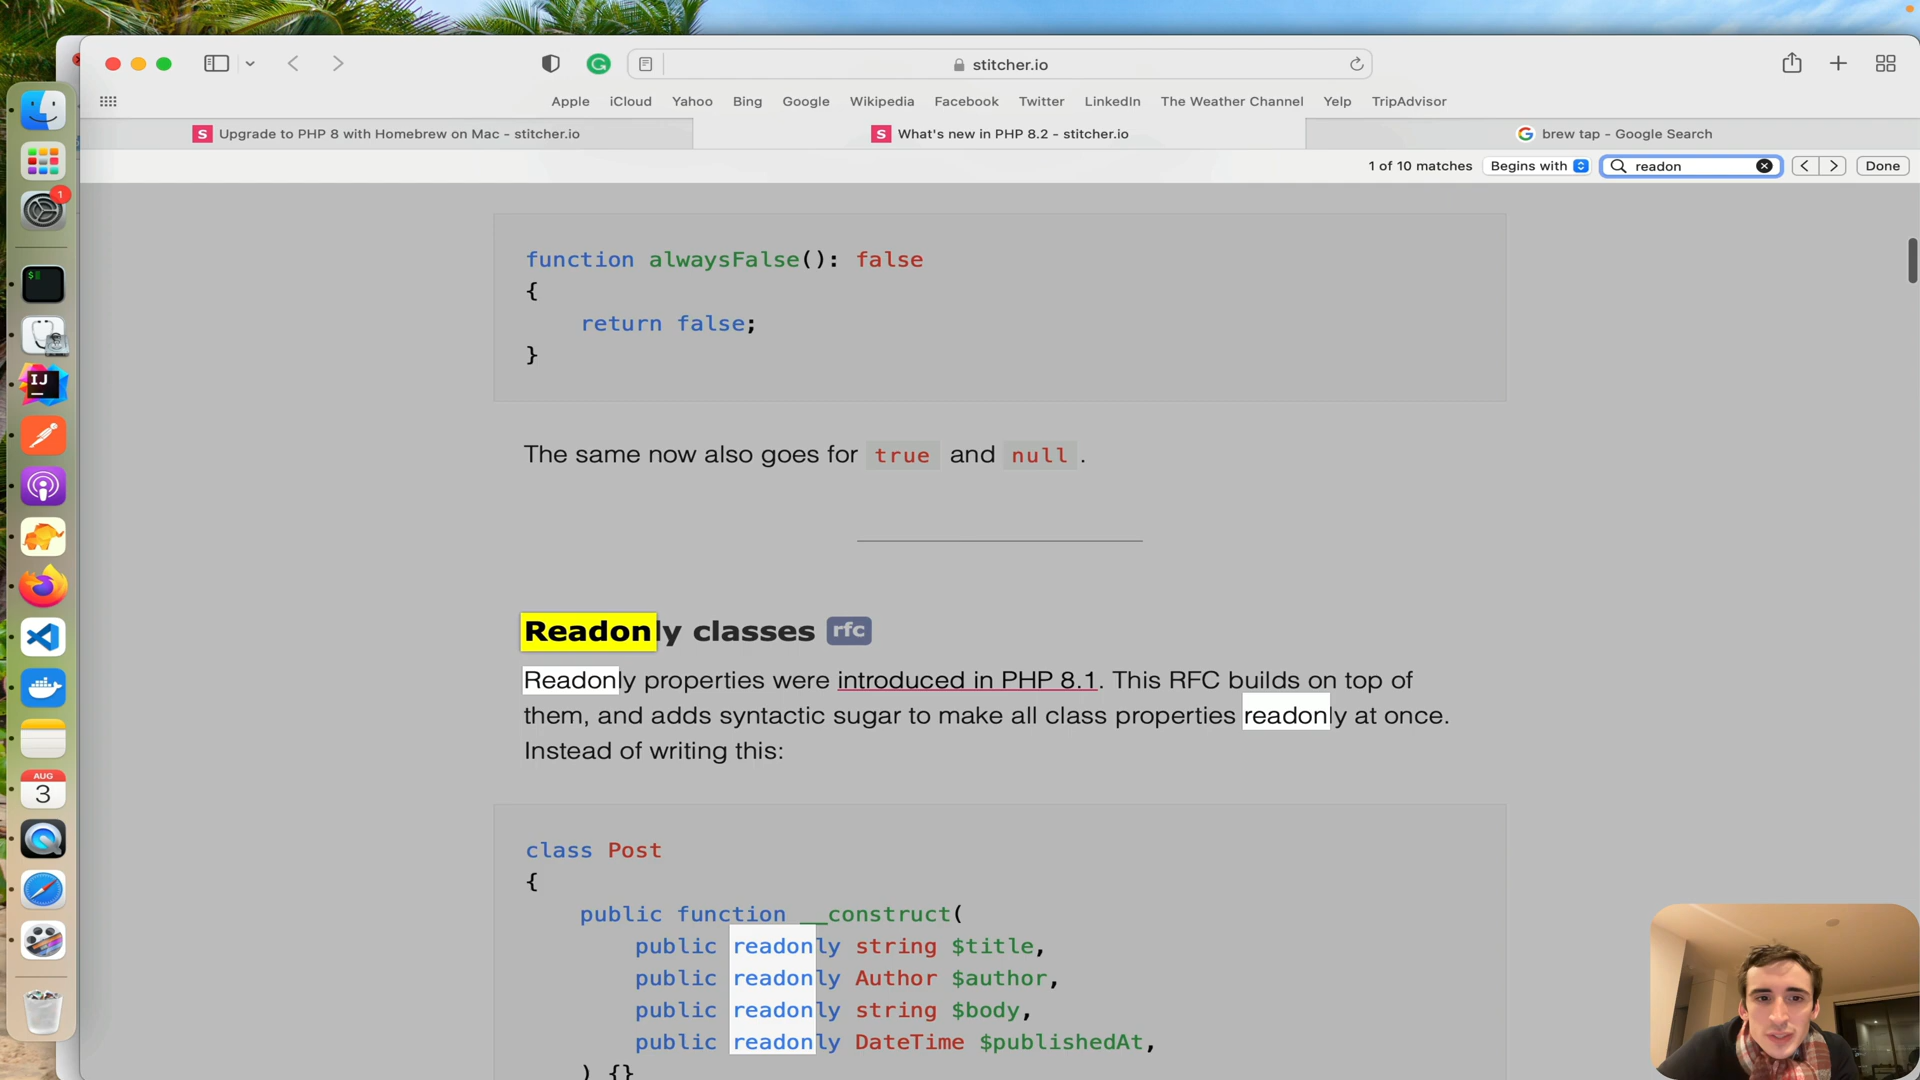 stitcher.io
Apple iCloud Yahoo Bing Google Wikipedia Facebook Twitter LinkedIn The Weather Channel Yelp TripAdvisor
S Upgrade to PHP 8 with Homebrew on Mac - stitcher.io
S What's new in PHP 8.2 - stitcher.io
G brew tap - Google Search
1 of 10 matches Begins with readon Done
function alwaysFalse(): false
{
return false;
}
The same now also goes for true and null .
Readonly classes rfc
Readonly properties were introduced in PHP 8.1. This RFC builds on top of
them, and adds syntactic sugar to make all class properties readonly at once.
Instead of writing this:
class Post
{
public function __construct(
public readonly string $title,
public readonly Author $author,
public readonly string $body,
public readonly DateTime $publishedAt,
) {}
1
$
IJ
AUG
3